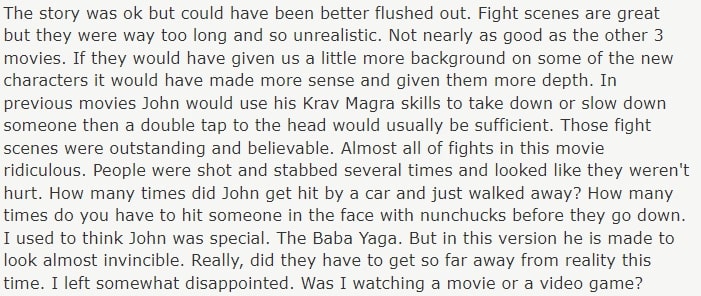 The story was ok but could have been better flushed out. Fight scenes are great
but they were way too long and so unrealistic. Not nearly as good as the other 3
movies. If they would have given us a little more background on some of the new
characters it would have made more sense and given them more depth. In
previous movies John would use his Krav Magra skills to take down or slow down
someone then a double tap to the head would usually be sufficient. Those fight
scenes were outstanding and believable. Almost all of fights in this movie
ridiculous. People were shot and stabbed several times and looked like they weren't
hurt. How many times did John get hit by a car and just walked away? How many
times do you have to hit someone in the face with nunchucks before they go down.
I used to think John was special. The Baba Yaga. But in this version he is made to
look almost invincible. Really, did they have to get so far away from reality this
time. I left somewhat disappointed. Was I watching a movie or a video game?